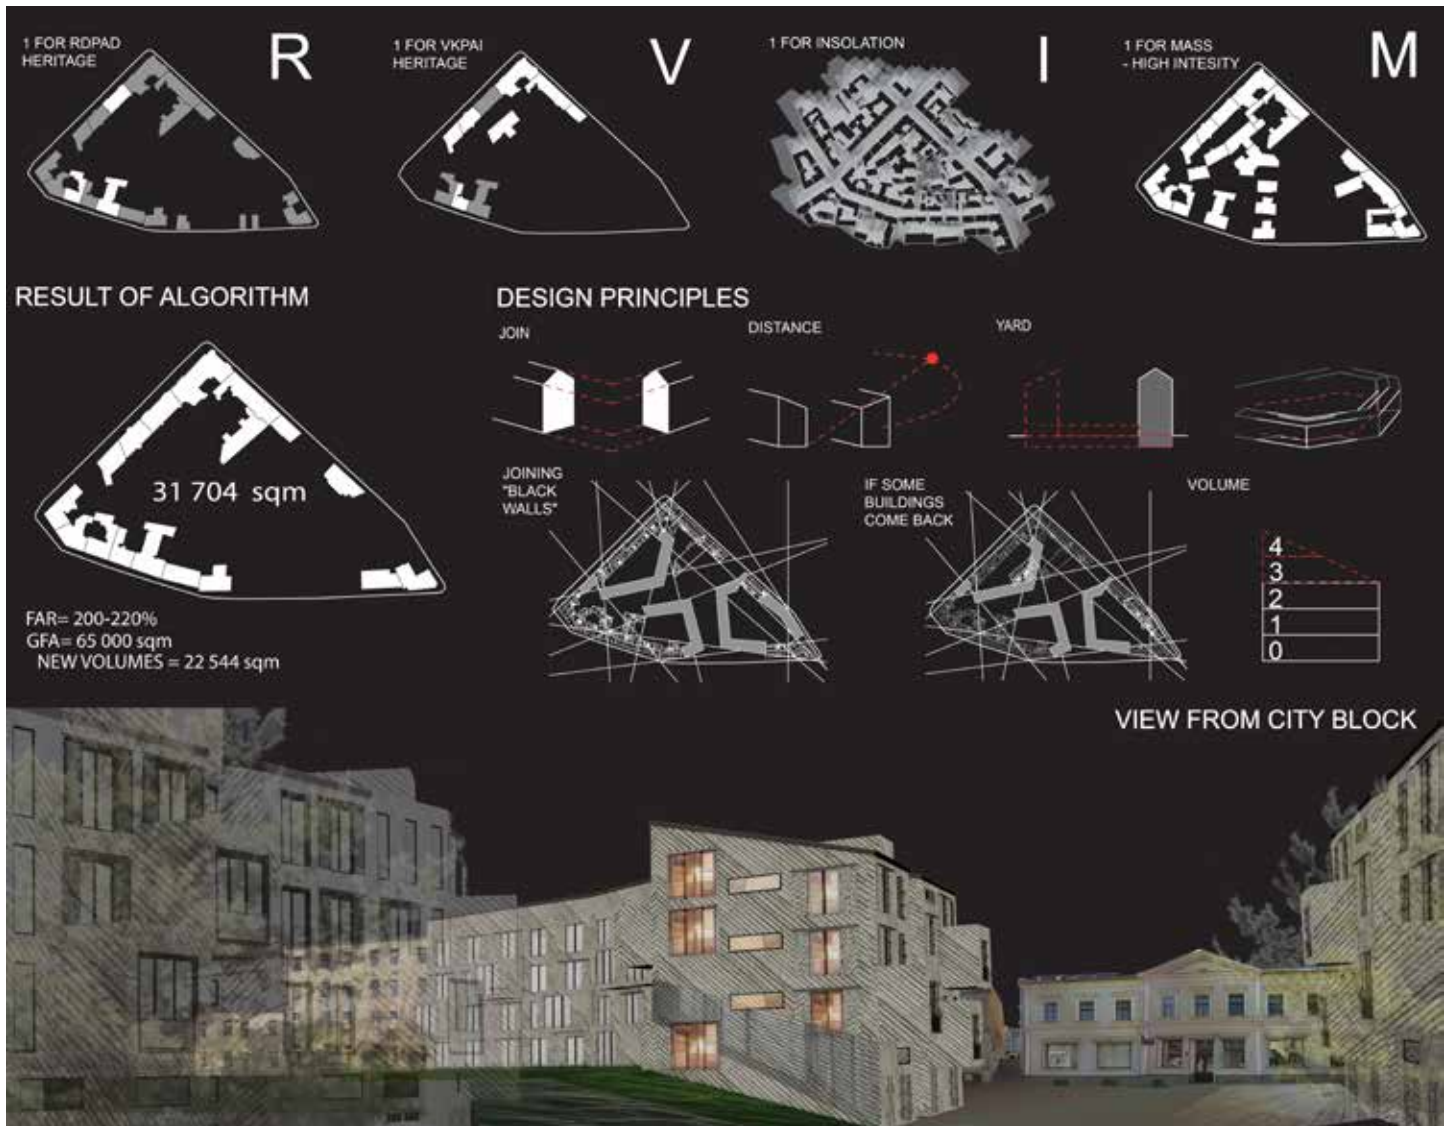 1 FOR RDPAD
HERITAGE
R
1 FOR VKPAI
HERITAGE
V
1 FOR INSOLATION
I
1 FOR MASS
- HIGH INTESITY
M
RESULT OF ALGORITHM
31 704 sqm
FAR= 200-220%
GFA= 65 000 sqm
NEW VOLUMES = 22 544 sqm
DESIGN PRINCIPLES
JOIN
DISTANCE
YARD
JOINING
"BLACK
WALLS"
IF SOME
BUILDINGS
COME BACK
VOLUME
4
3
2
1
0
VIEW FROM CITY BLOCK